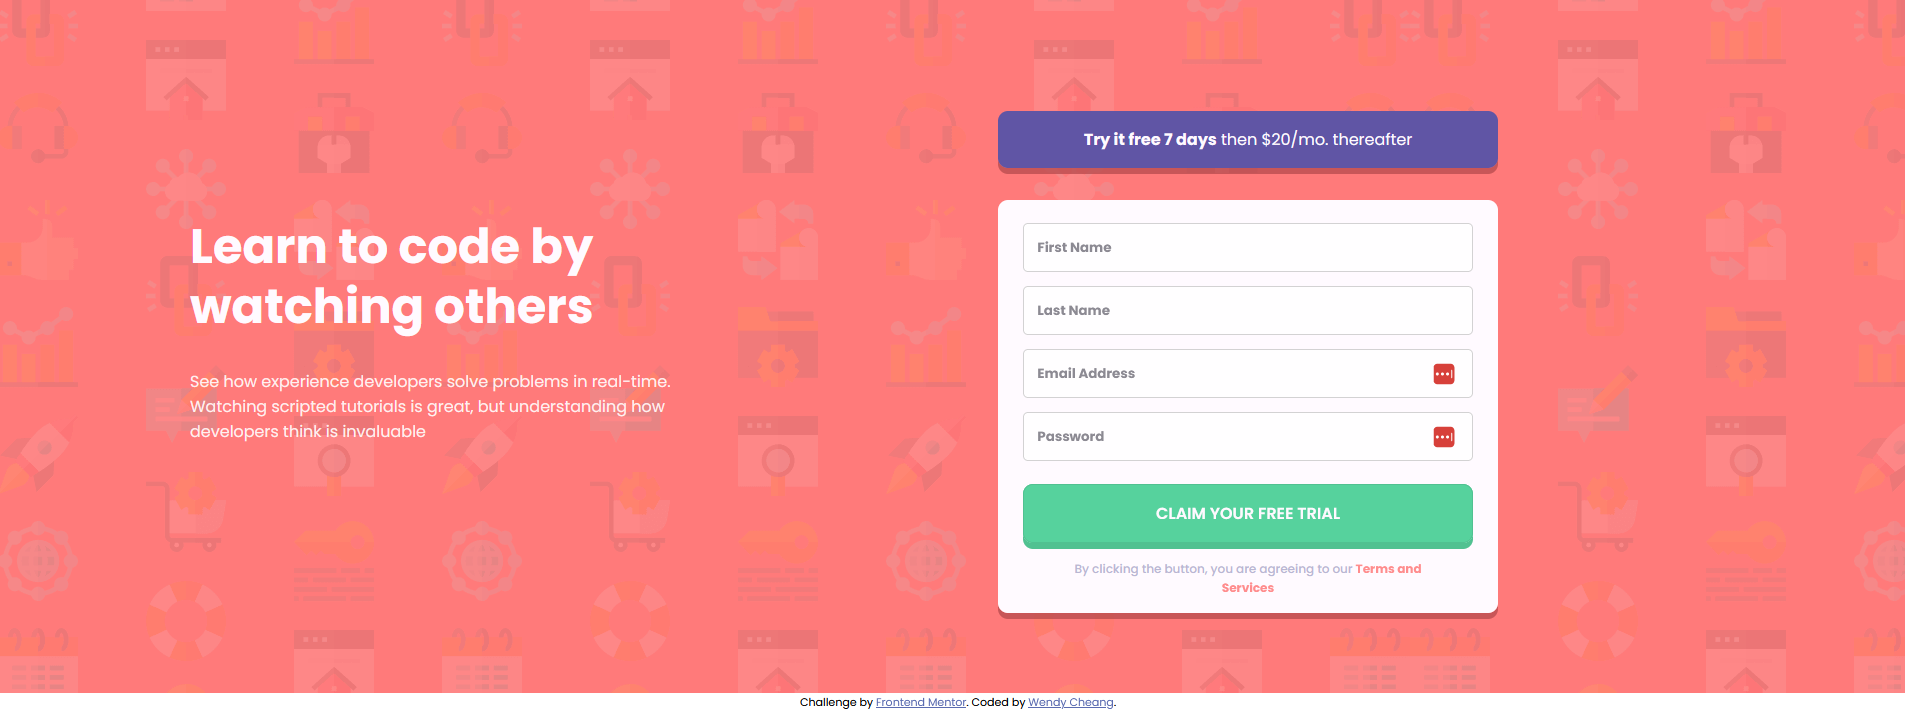 Learn to code by
watching others
See how experience developers solve problems in real-time.
Watching scripted tutorials is great, but understanding how
developers think is invaluable
Try it free 7 days then $20/mo. thereafter
First Name
Last Name
Email Address
Password
CLAIM YOUR FREE TRIAL
By clicking the button, you are agreeing to our Terms and
Services
Challenge by Frontend Mentor. Coded by Wendy Cheang.